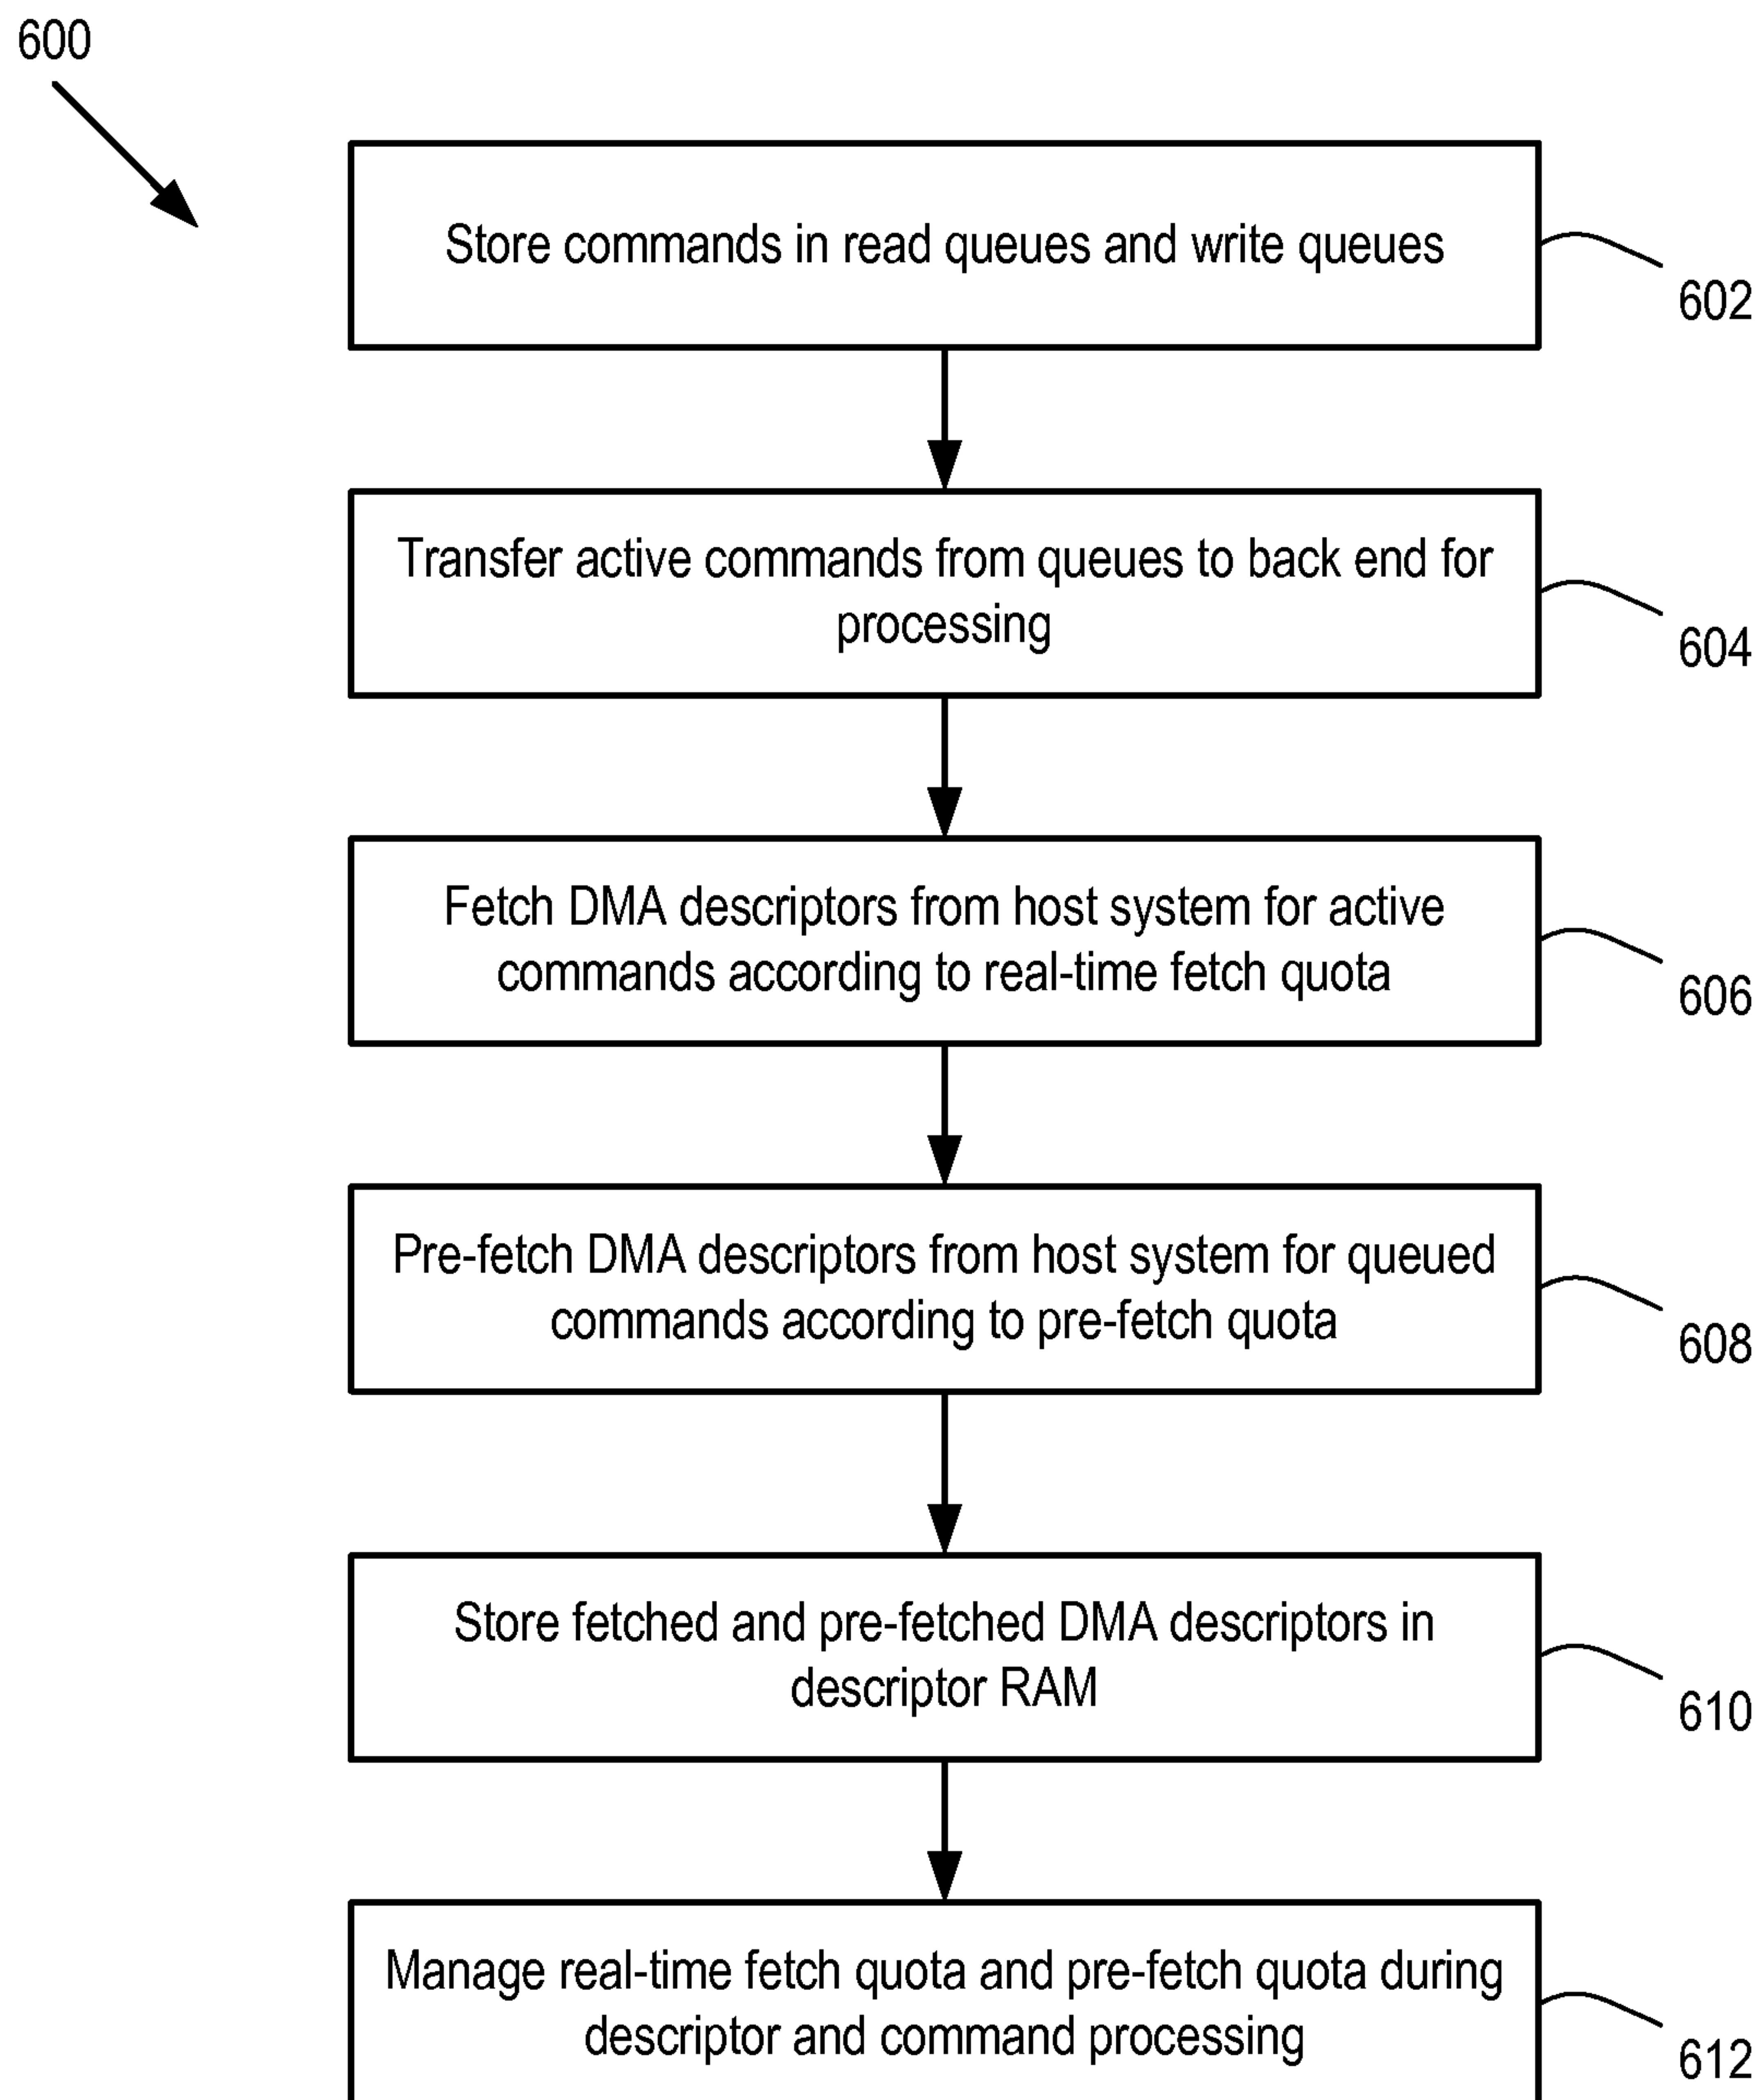 600
Store commands in read queues and write queues
602
Transfer active commands from queues to back end for
processing
604
Fetch DMA descriptors from host system for active
commands according to real-time fetch quota
606
Pre-fetch DMA descriptors from host system for queued
commands according to pre-fetch quota
608
Store fetched and pre-fetched DMA descriptors in
descriptor RAM
610
Manage real-time fetch quota and pre-fetch quota during
descriptor and command processing
612